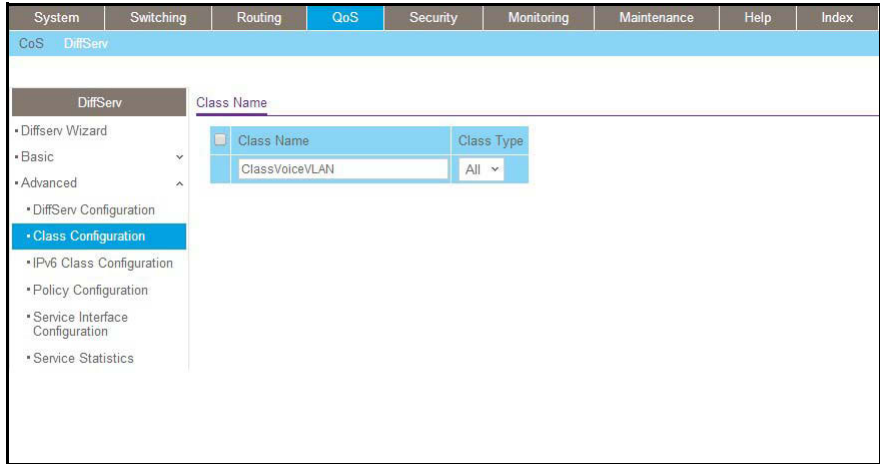 System Switching Routing QoS Security Monitoring Maintenance Help Index
CoS DiffServ
DiffServ
Diffserv Wizard
Basic
Advanced
DiffServ Configuration
Class Configuration
IPv6 Class Configuration
Policy Configuration
Service Interface
Configuration
Service Statistics
Class Name
Class Name Class Type
ClassVoiceVLAN All